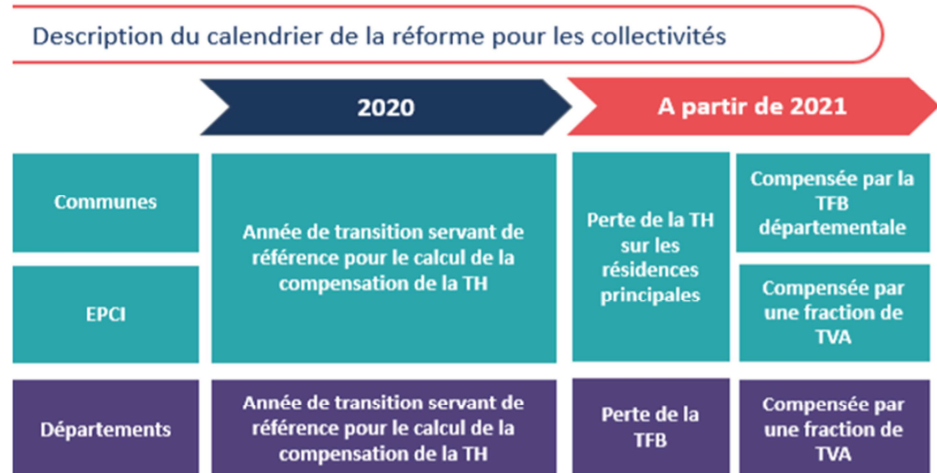 Description du calendrier de la réforme pour les collectivités
2020
A partir de 2021
Communes
EPCI
Année de transition servant de
référence pour le calcul de la
compensation de la TH
Perte de la TH
sur les
résidences
principales
Compensée par la
TFB
départementale
Compensée par
une fraction de
TVA
Départements
Année de transition servant de
référence pour le calcul de la
compensation de la TH
Perte de la
TFB
Compensée par
une fraction de
TVA